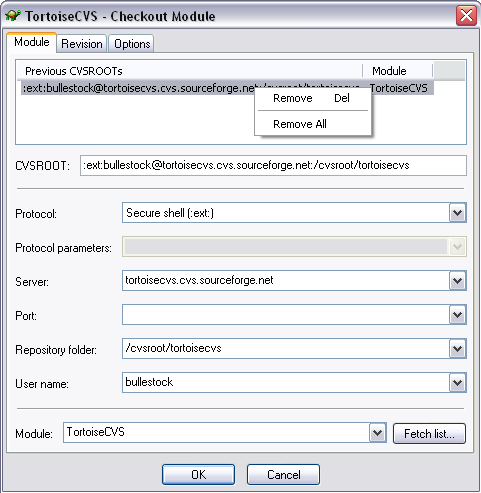 TortoiseCVS - Checkout Module
Module Revision Options
Previous CVSROOTs Module
:ext:bullestock@tortoisecvs.cvs.sourceforge.net:/cvsroot/tortoisecvs TortoiseCVS
Remove Del
Remove All
CVSROOT: :ext:bullestock@tortoisecvs.cvs.sourceforge.net:/cvsroot/tortoisecvs
Protocol: Secure shell (:ext:)
Protocol parameters:
Server: tortoisecvs.cvs.sourceforge.net
Port:
Repository folder: /cvsroot/tortoisecvs
User name: bullestock
Module: TortoiseCVS Fetch list...
OK Cancel